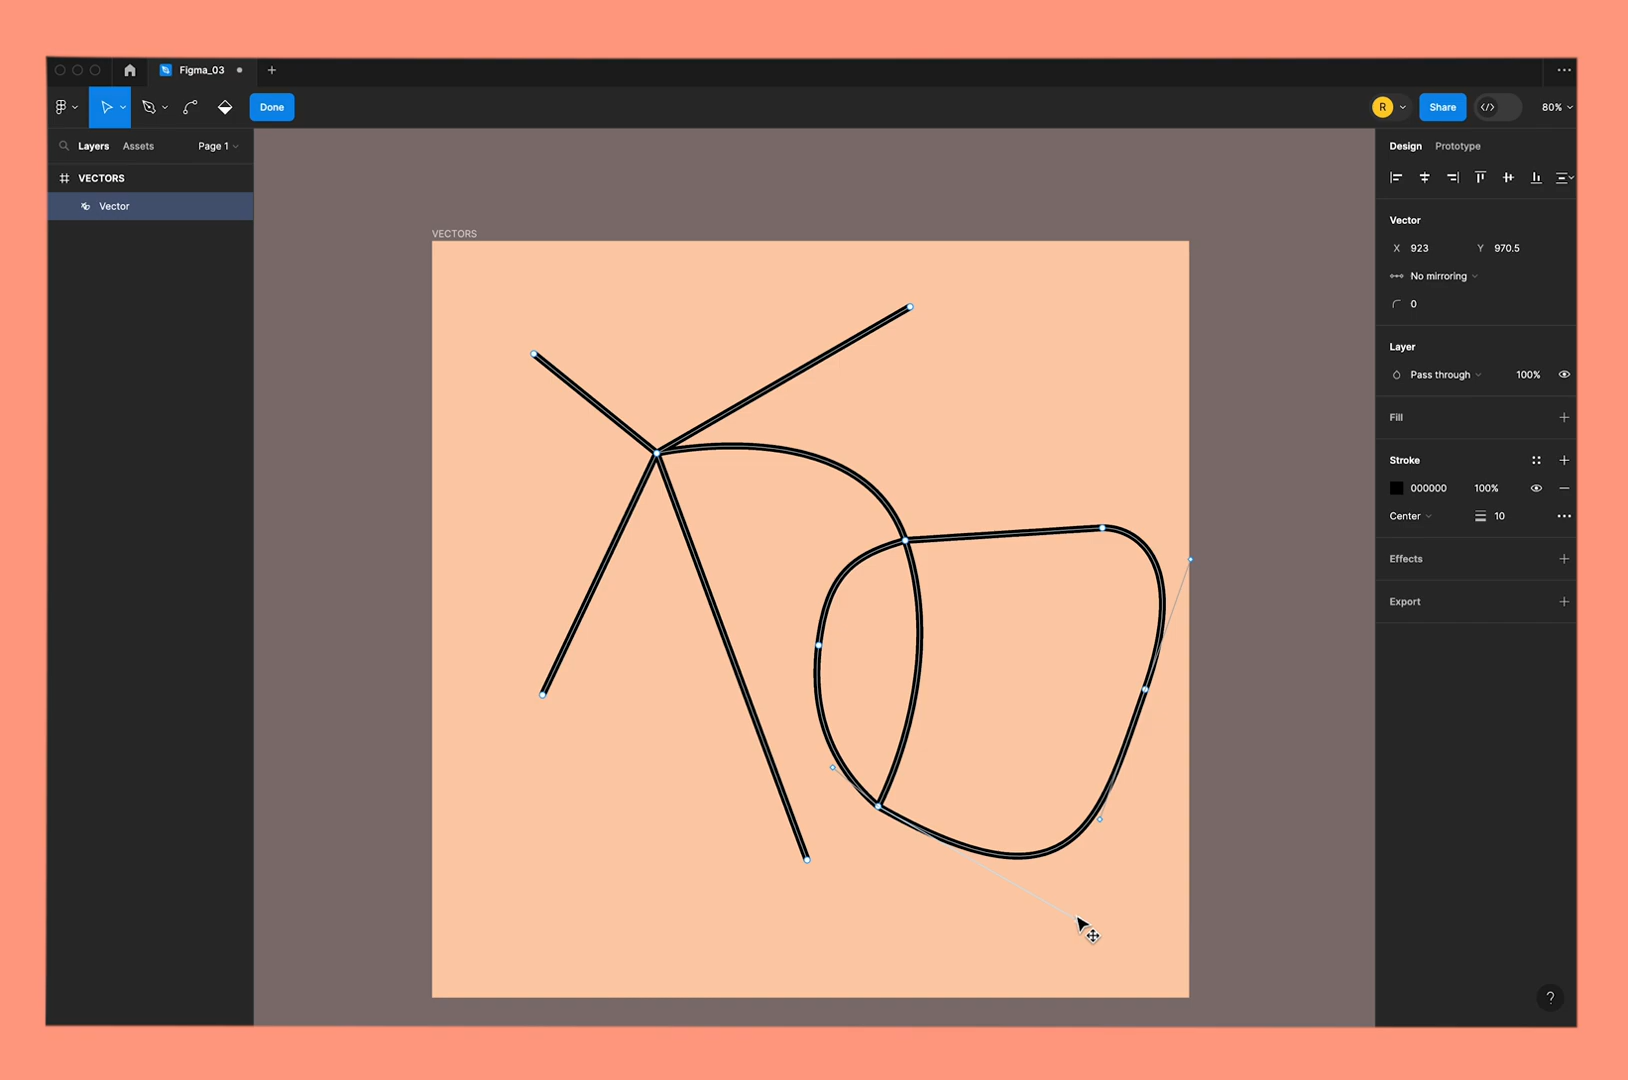 Figma_03
Done
R
Share
80%
Layers Assets Page 1
VECTORS
Vector
VECTORS
Design Prototype
Vector
X 923 Y 970.5
No mirroring
0
Layer
Pass through 100%
Fill
Stroke
000000 100%
Center 10
Effects
Export
?